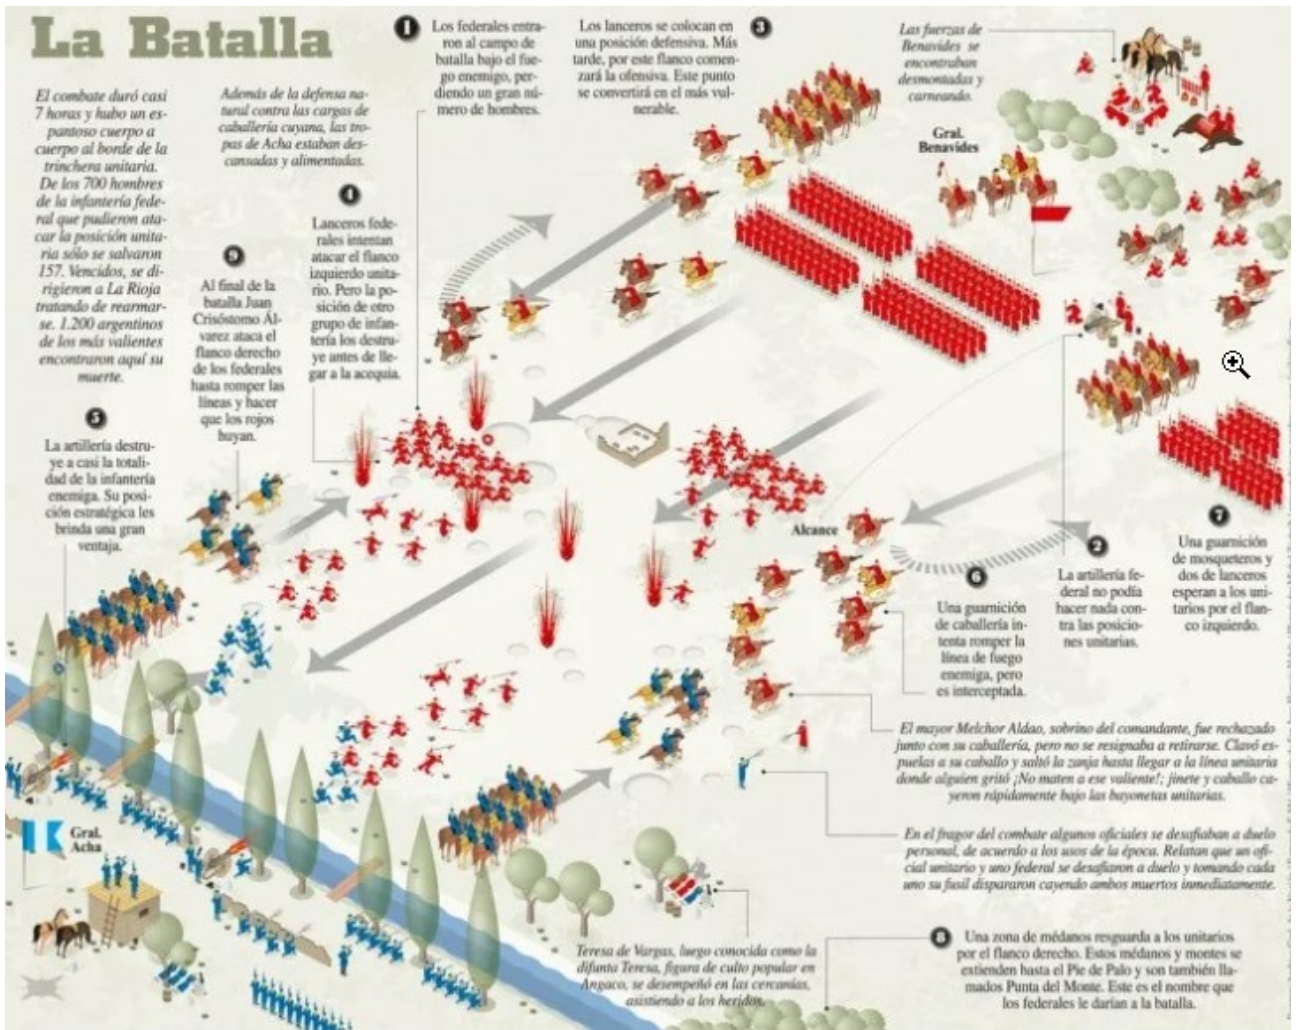 La Batalla
El combate duró casi
7 horas y hubo un es-
pantoso cuerpo a
cuerpo al borde de la
trinchera unitaria.
De los 700 hombres
de la infantería fede-
ral que pudieron ata-
car la posición unita-
ria sólo se salvaron
157. Vencidos, se di-
rigieron a La Rioja
tratando de rearmar-
se. 1.200 argentinos
de los más valientes
encontraron aquí su
muerte.
Además de la defensa na-
tural contra las cargas de
caballería cuyana, las tro-
pas de Acha estaban des-
cansadas y alimentadas.
1
Los federales entra-
ron al campo de
batalla bajo el fue-
go enemigo, per-
diendo un gran nú-
mero de hombres.
Los lanceros se colocan en
una posición defensiva. Más
tarde, por este flanco comen-
zará la ofensiva. Este punto
se convertirá en el más vul-
nerable.
3
Las fuerzas de
Benavides se
encontraban
desmontadas y
carneando.
Gral.
Benavides
4
Lanceros fede-
rales intentan
atacar el flanco
izquierdo unita-
rio. Pero la po-
sición de otro
grupo de infan-
tería los destru-
ye antes de lle-
gar a la acequia.
9
Al final de la
batalla Juan
Crisóstomo Ál-
varez ataca el
flanco derecho
de los federales
hasta romper las
líneas y hacer
que los rojos
huyan.
5
La artillería destru-
ye a casi la totali-
dad de la infantería
enemiga. Su posi-
ción estratégica les
brinda una gran
ventaja.
Alcance
6
Una guarnición
de caballería in-
tenta romper la
línea de fuego
enemiga, pero
es interceptada.
2
La artillería fe-
deral no podía
hacer nada con-
tra las posicio-
nes unitarias.
7
Una guarnición
de mosqueteros y
dos de lanceros
esperan a los uni-
tarios por el flan-
co izquierdo.
El mayor Melchor Aldao, sobrino del comandante, fue rechazado
junto con su caballería, pero no se resignaba a retirarse. Clavó es-
puelas a su caballo y saltó la zanja hasta llegar a la línea unitaria
donde alguien gritó ¡No maten a ese valiente!; jinete y caballo ca-
yeron rápidamente bajo las bayonetas unitarias.
En el fragor del combate algunos oficiales se desafiaban a duelo
personal, de acuerdo a los usos de la época. Relatan que un ofi-
cial unitario y uno federal se desafiaron a duelo y tomando cada
uno su fusil dispararon cayendo ambos muertos inmediatamente.
Gral.
Acha
Teresa de Vargas, luego conocida como la
difunta Teresa, figura de culto popular en
Angaco, se desempeñó en las cercanías,
asistiendo a los heridos.
8
Una zona de médanos resguarda a los unitarios
por el flanco derecho. Estos médanos y montes se
extienden hasta el Pie de Palo y son también lla-
mados Punta del Monte. Este es el nombre que
los federales le darían a la batalla.